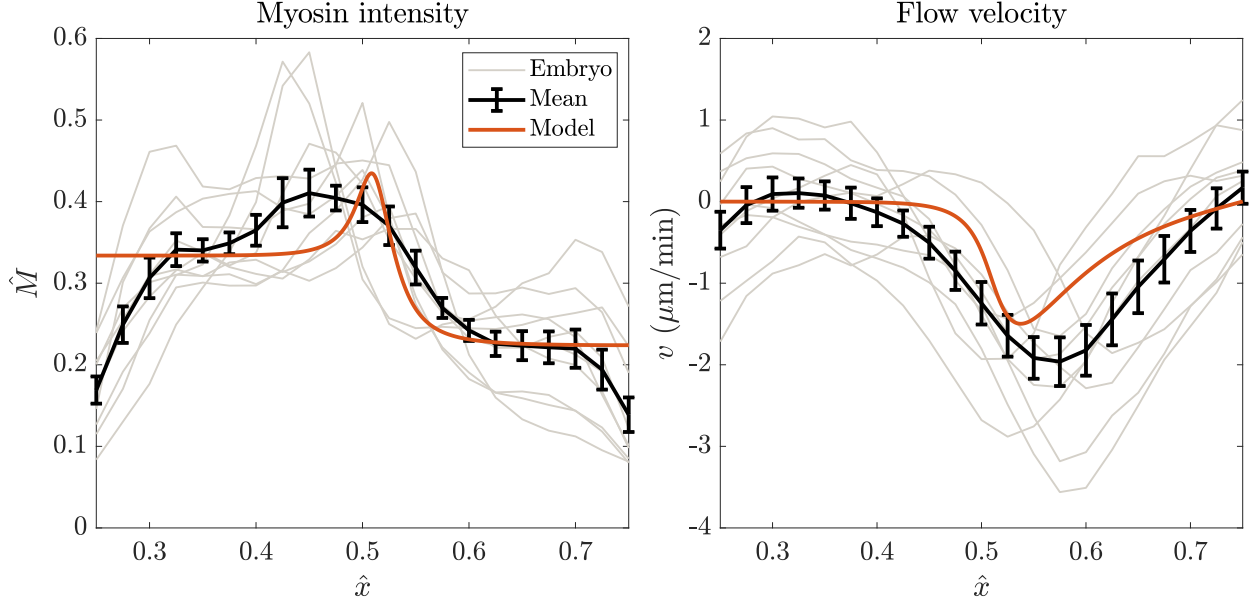 Myosin intensity
0.6
0.5
0.4
0.3
0.2
0.1
0
M̂
0.3 0.4 0.5 0.6 0.7
x̂
Embryo
Mean
Model
Flow velocity
2
1
0
-1
-2
-3
-4
v (μm/min)
0.3 0.4 0.5 0.6 0.7
x̂